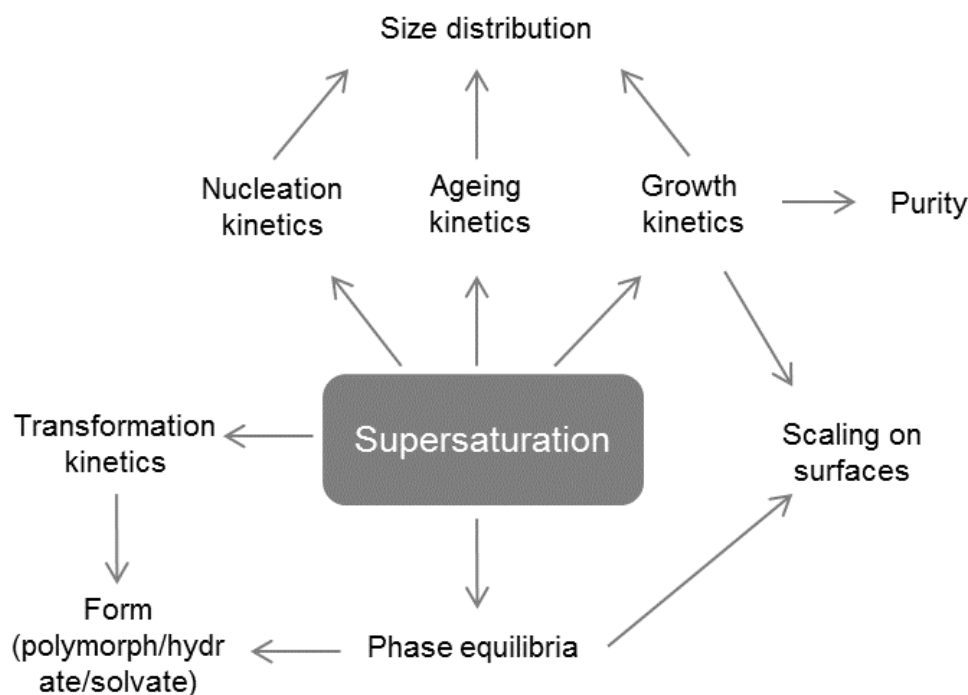 Size distribution
Nucleation
kinetics
Ageing
kinetics
Growth
kinetics
Purity
Transformation
kinetics
Supersaturation
Scaling on
surfaces
Form
(polymorph/hydr
ate/solvate)
Phase equilibria